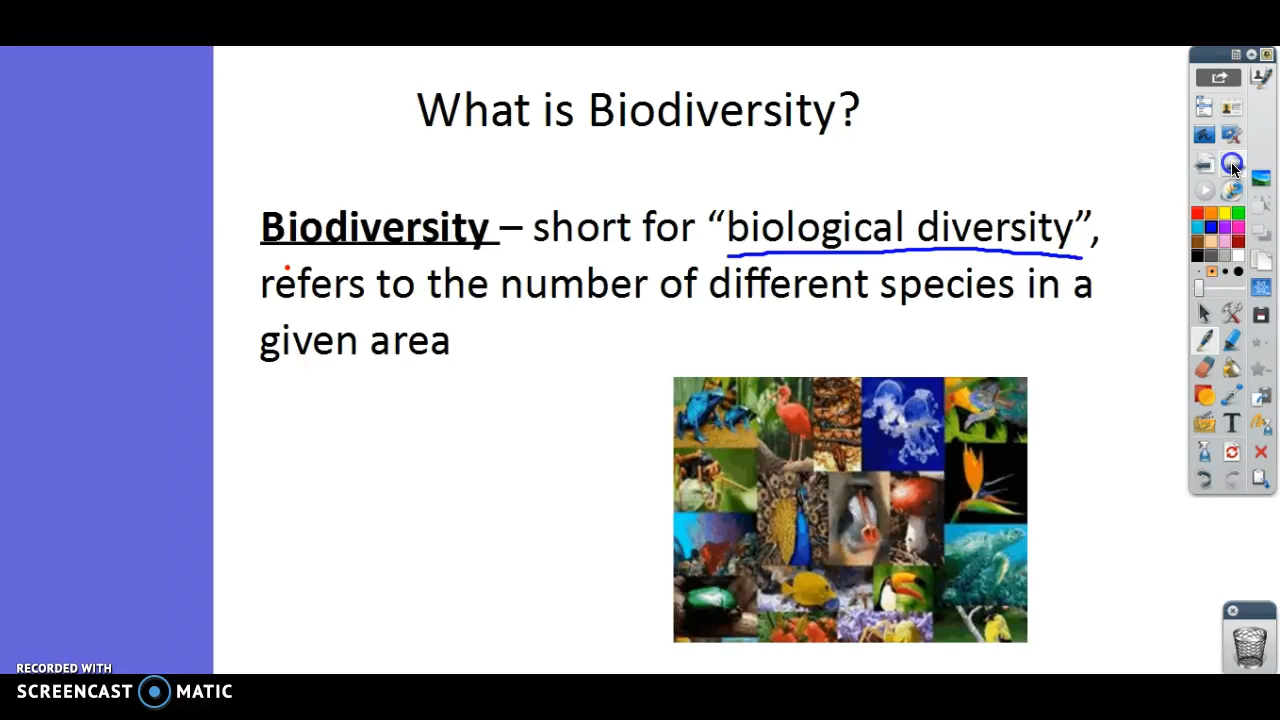 What is Biodiversity?
Biodiversity – short for “biological diversity”,
refers to the number of different species in a
given area
RECORDED WITH
SCREENCAST MATIC